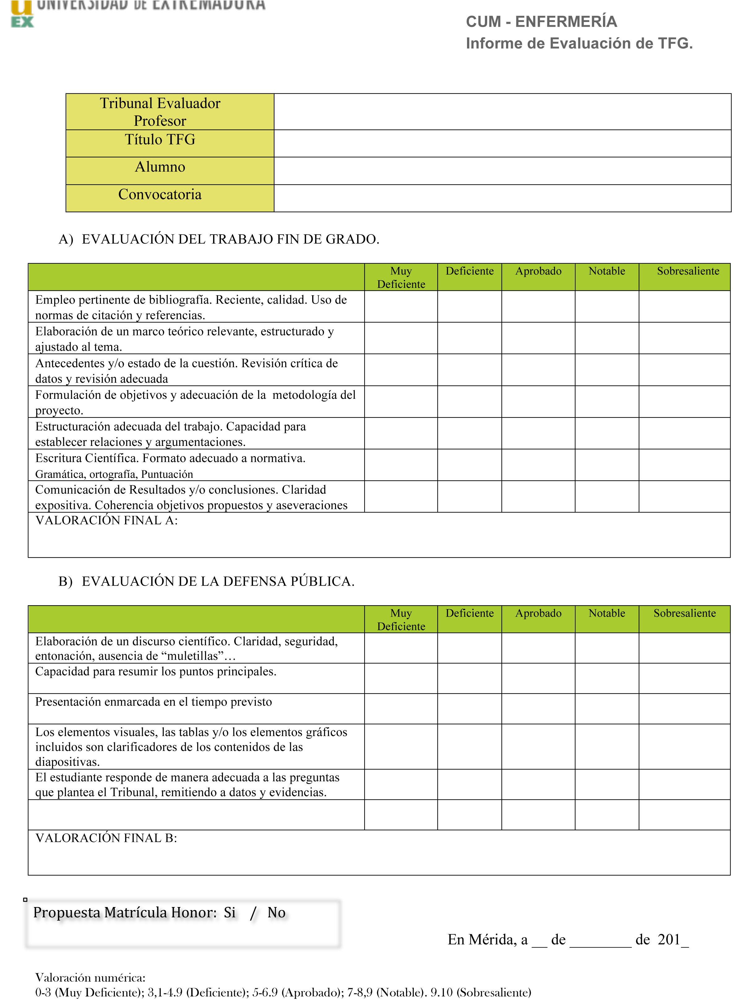 UNIVERSIDAD DE EXTREMADURA
u
EX
CUM - ENFERMERÍA
Informe de Evaluación de TFG.
Tribunal Evaluador
Profesor
Título TFG
Alumno
Convocatoria
A) EVALUACIÓN DEL TRABAJO FIN DE GRADO.
Muy Deficiente Deficiente Aprobado Notable Sobresaliente
Empleo pertinente de bibliografía. Reciente, calidad. Uso de
normas de citación y referencias.
Elaboración de un marco teórico relevante, estructurado y
ajustado al tema.
Antecedentes y/o estado de la cuestión. Revisión crítica de
datos y revisión adecuada
Formulación de objetivos y adecuación de la  metodología del
proyecto.
Estructuración adecuada del trabajo. Capacidad para
establecer relaciones y argumentaciones.
Escritura Científica. Formato adecuado a normativa.
Gramática, ortografía, Puntuación
Comunicación de Resultados y/o conclusiones. Claridad
expositiva. Coherencia objetivos propuestos y aseveraciones
VALORACIÓN FINAL A:
B) EVALUACIÓN DE LA DEFENSA PÚBLICA.
Muy Deficiente Deficiente Aprobado Notable Sobresaliente
Elaboración de un discurso científico. Claridad, seguridad,
entonación, ausencia de “muletillas”…
Capacidad para resumir los puntos principales.
Presentación enmarcada en el tiempo previsto
Los elementos visuales, las tablas y/o los elementos gráficos
incluidos son clarificadores de los contenidos de las
diapositivas.
El estudiante responde de manera adecuada a las preguntas
que plantea el Tribunal, remitiendo a datos y evidencias.
VALORACIÓN FINAL B:
Propuesta Matrícula Honor:  Si / No
En Mérida, a __ de ________ de  201_
Valoración numérica:
0-3 (Muy Deficiente); 3,1-4.9 (Deficiente); 5-6.9 (Aprobado); 7-8,9 (Notable). 9.10 (Sobresaliente)